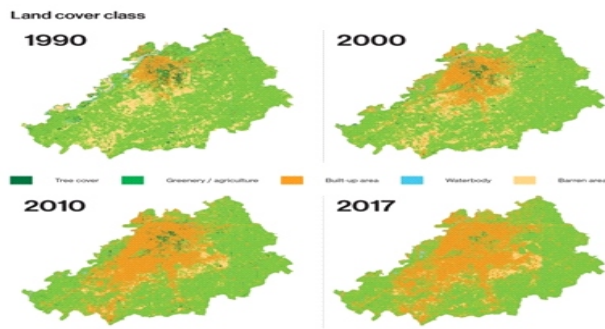 Land cover class
1990
2000
Tree cover
Greenery / agriculture
Built-up area
Waterbody
Barren area
2010
2017